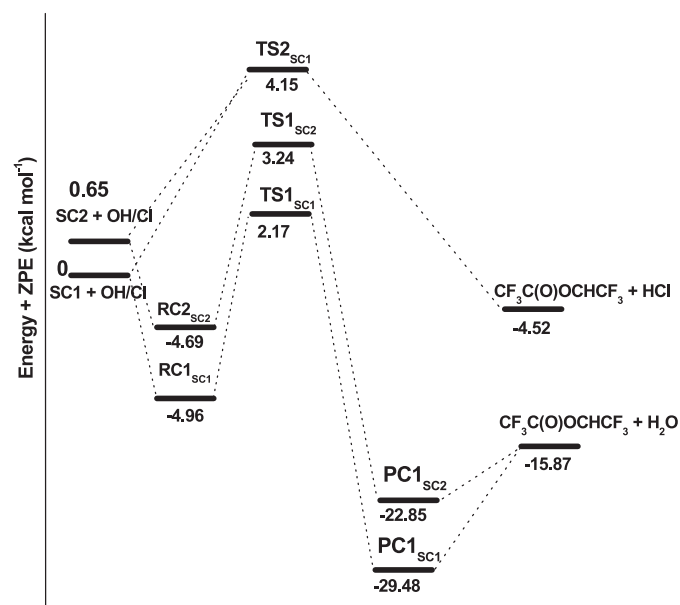 TS2SC1
4.15
TS1SC2
3.24
TS1SC1
2.17
0.65
SC2 + OH/Cl
0
SC1 + OH/Cl
RC2SC2
-4.69
RC1SC1
-4.96
CF3C(O)OCHCF3 + HCl
-4.52
CF3C(O)OCHCF3 + H2O
-15.87
PC1SC2
-22.85
PC1SC1
-29.48
Energy + ZPE (kcal mol-1)